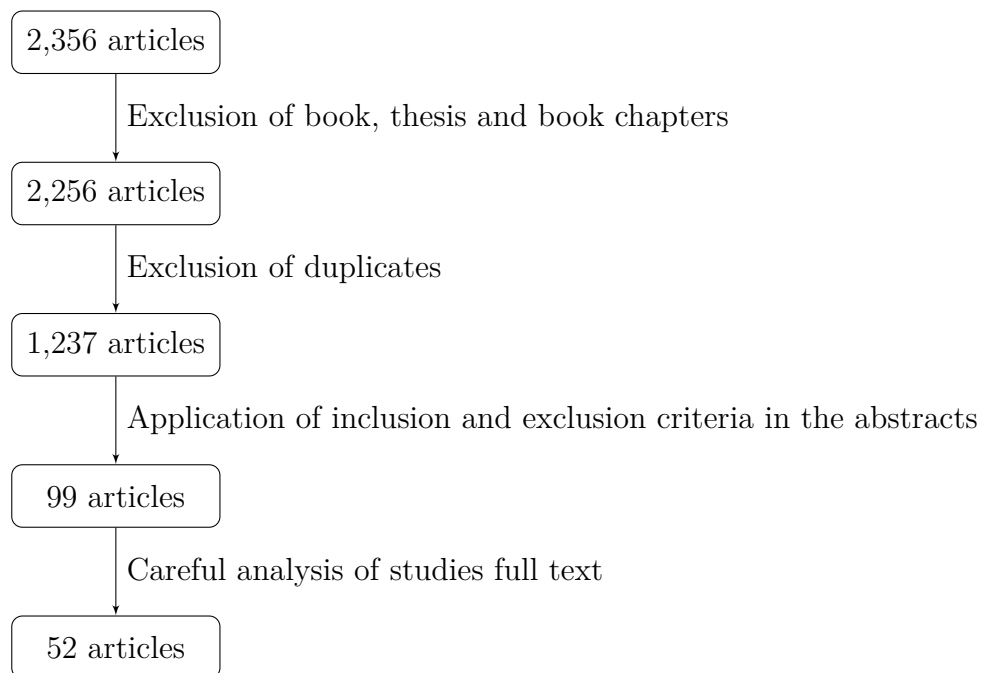 2,356 articles
Exclusion of book, thesis and book chapters
2,256 articles
Exclusion of duplicates
1,237 articles
Application of inclusion and exclusion criteria in the abstracts
99 articles
Careful analysis of studies full text
52 articles